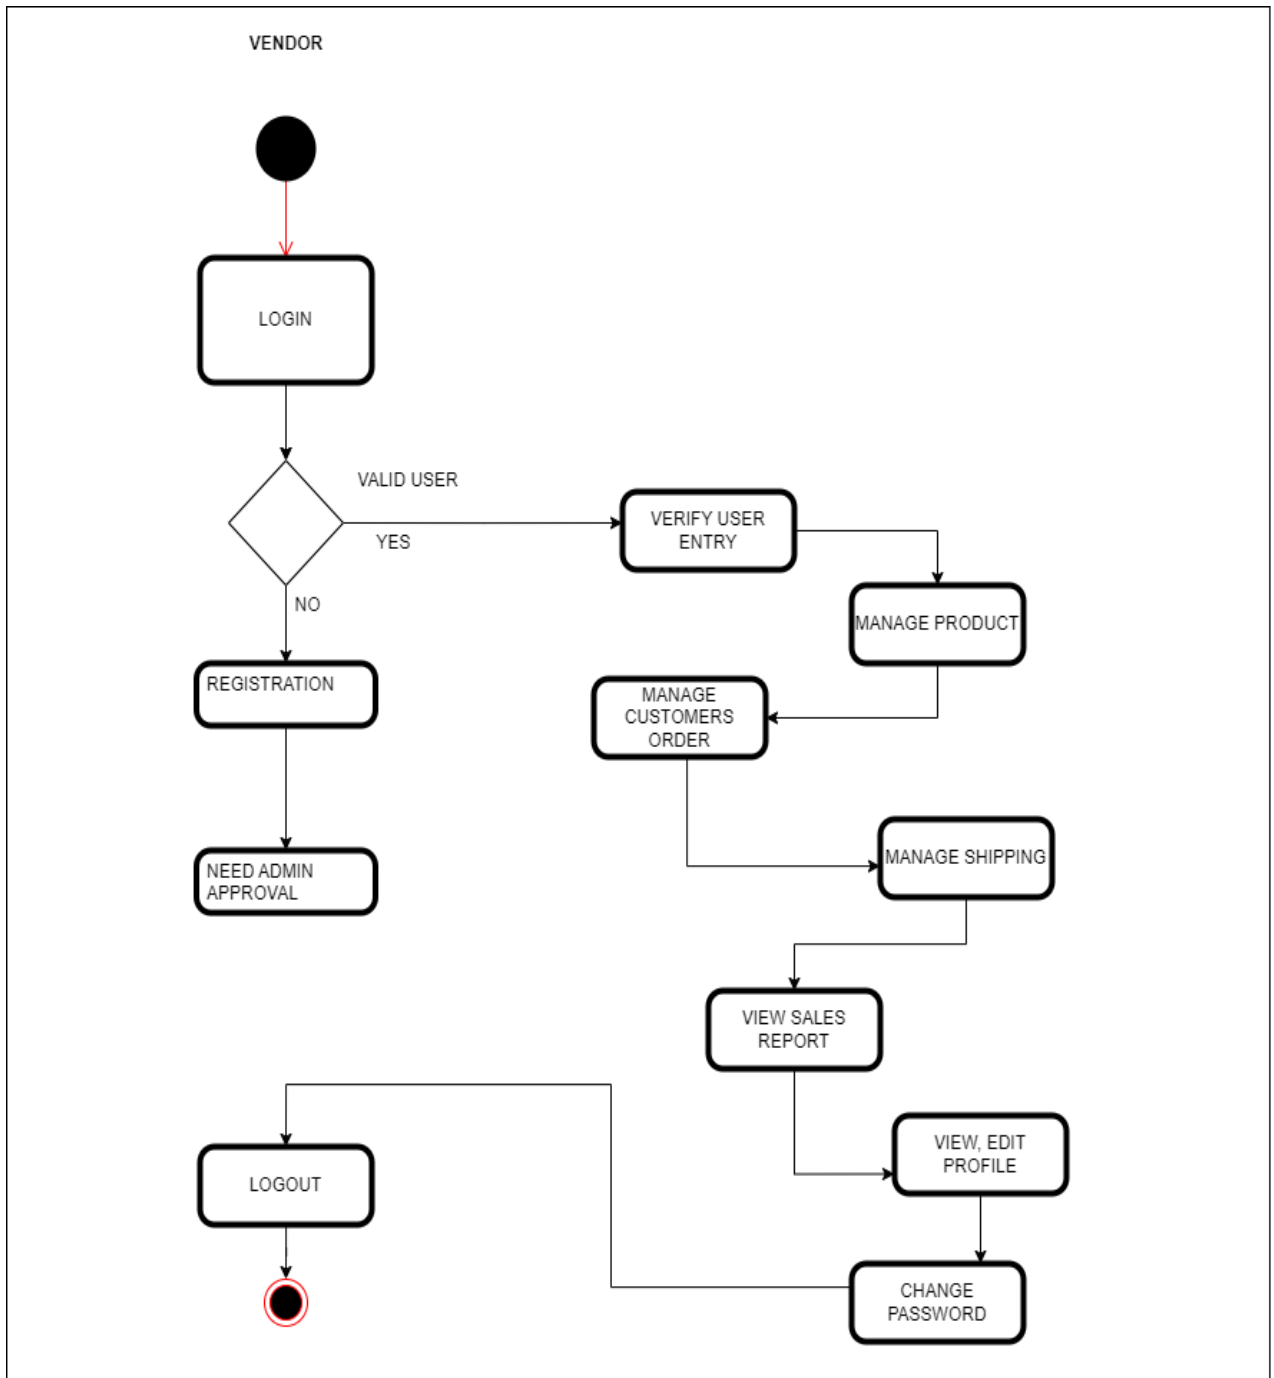 VENDOR
LOGIN
VALID USER
YES
VERIFY USER
ENTRY
NO
MANAGE PRODUCT
REGISTRATION
MANAGE
CUSTOMERS
ORDER
MANAGE SHIPPING
NEED ADMIN
APPROVAL
VIEW SALES
REPORT
VIEW, EDIT
PROFILE
LOGOUT
CHANGE
PASSWORD